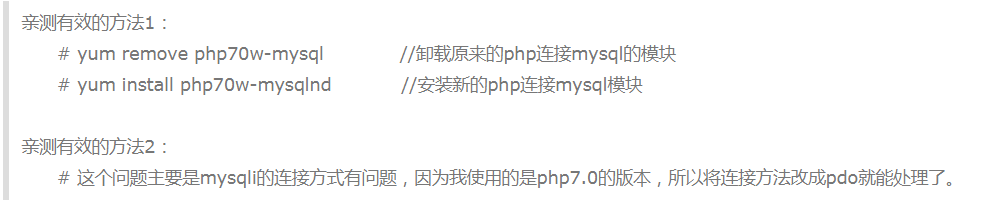 亲测有效的方法1：
# yum remove php70w-mysql //卸载原来的php连接mysql的模块
# yum install php70w-mysqlnd //安装新的php连接mysql模块
亲测有效的方法2：
# 这个问题主要是mysqli的连接方式有问题，因为我使用的是php7.0的版本，所以将连接方法改成pdo就能处理了。